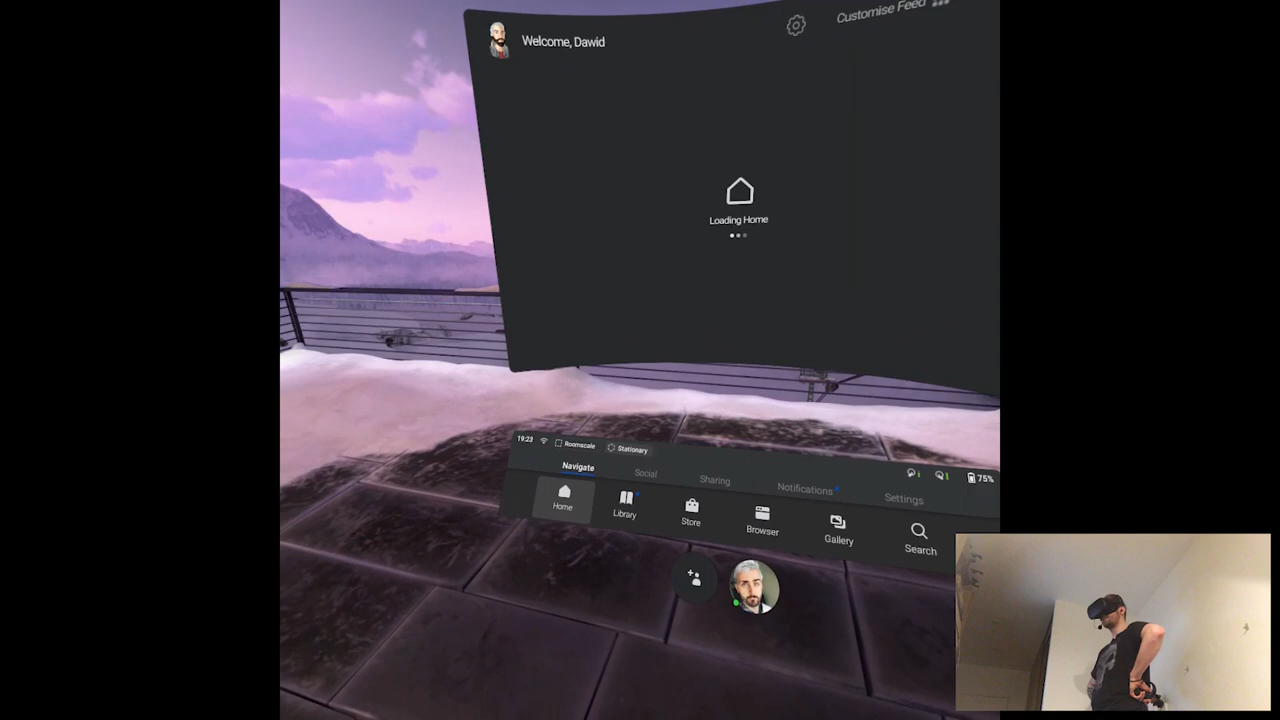 Welcome, Dawid
Customise Feed
Loading Home
19:23
Roomscale
Stationary
75%
Navigate
Social
Sharing
Notifications
Settings
Home
Library
Store
Browser
Gallery
Search